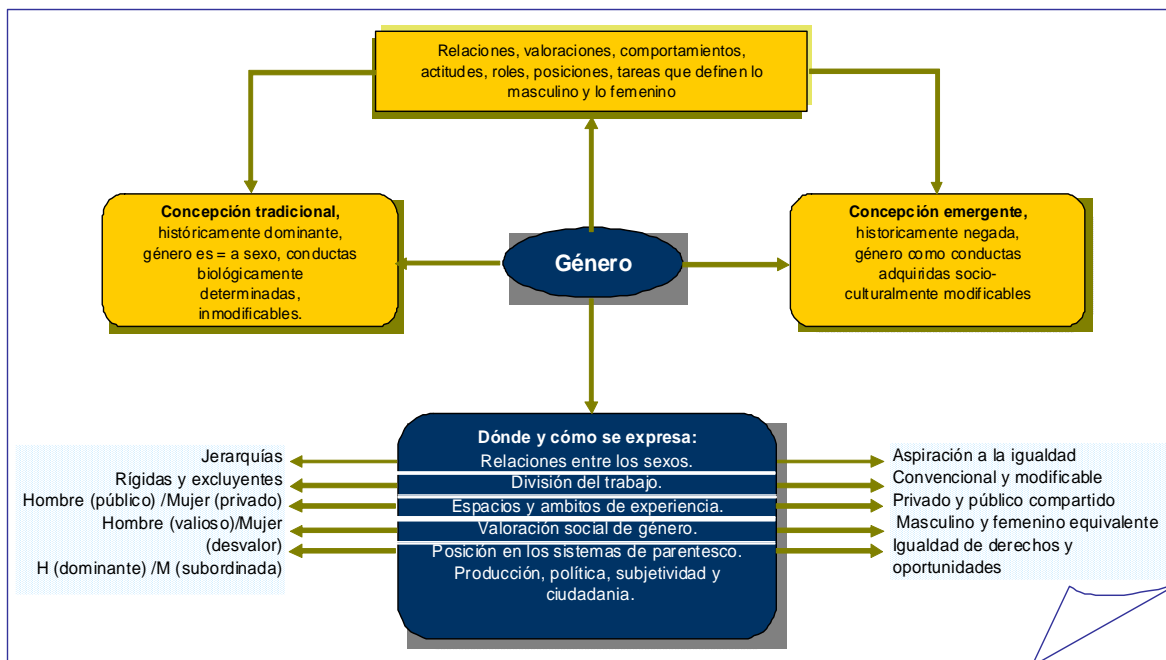 Relaciones, valoraciones, comportamientos,
actitudes, roles, posiciones, tareas que definen lo
masculino y lo femenino
Concepción tradicional,
históricamente dominante,
género es = a sexo, conductas
biológicamente
determinadas,
inmodificables.
Género
Concepción emergente,
historicamente negada,
género como conductas
adquiridas socio-
culturalmente modificables
Dónde y cómo se expresa:
Relaciones entre los sexos.
División del trabajo.
Espacios y ambitos de experiencia.
Valoración social de género.
Posición en los sistemas de parentesco.
Producción, política, subjetividad y
ciudadania.
Jerarquías
Rígidas y excluyentes
Hombre (público) /Mujer (privado)
Hombre (valioso)/Mujer
(desvalor)
H (dominante) /M (subordinada)
Aspiración a la igualdad
Convencional y modificable
Privado y público compartido
Masculino y femenino equivalente
Igualdad de derechos y
oportunidades